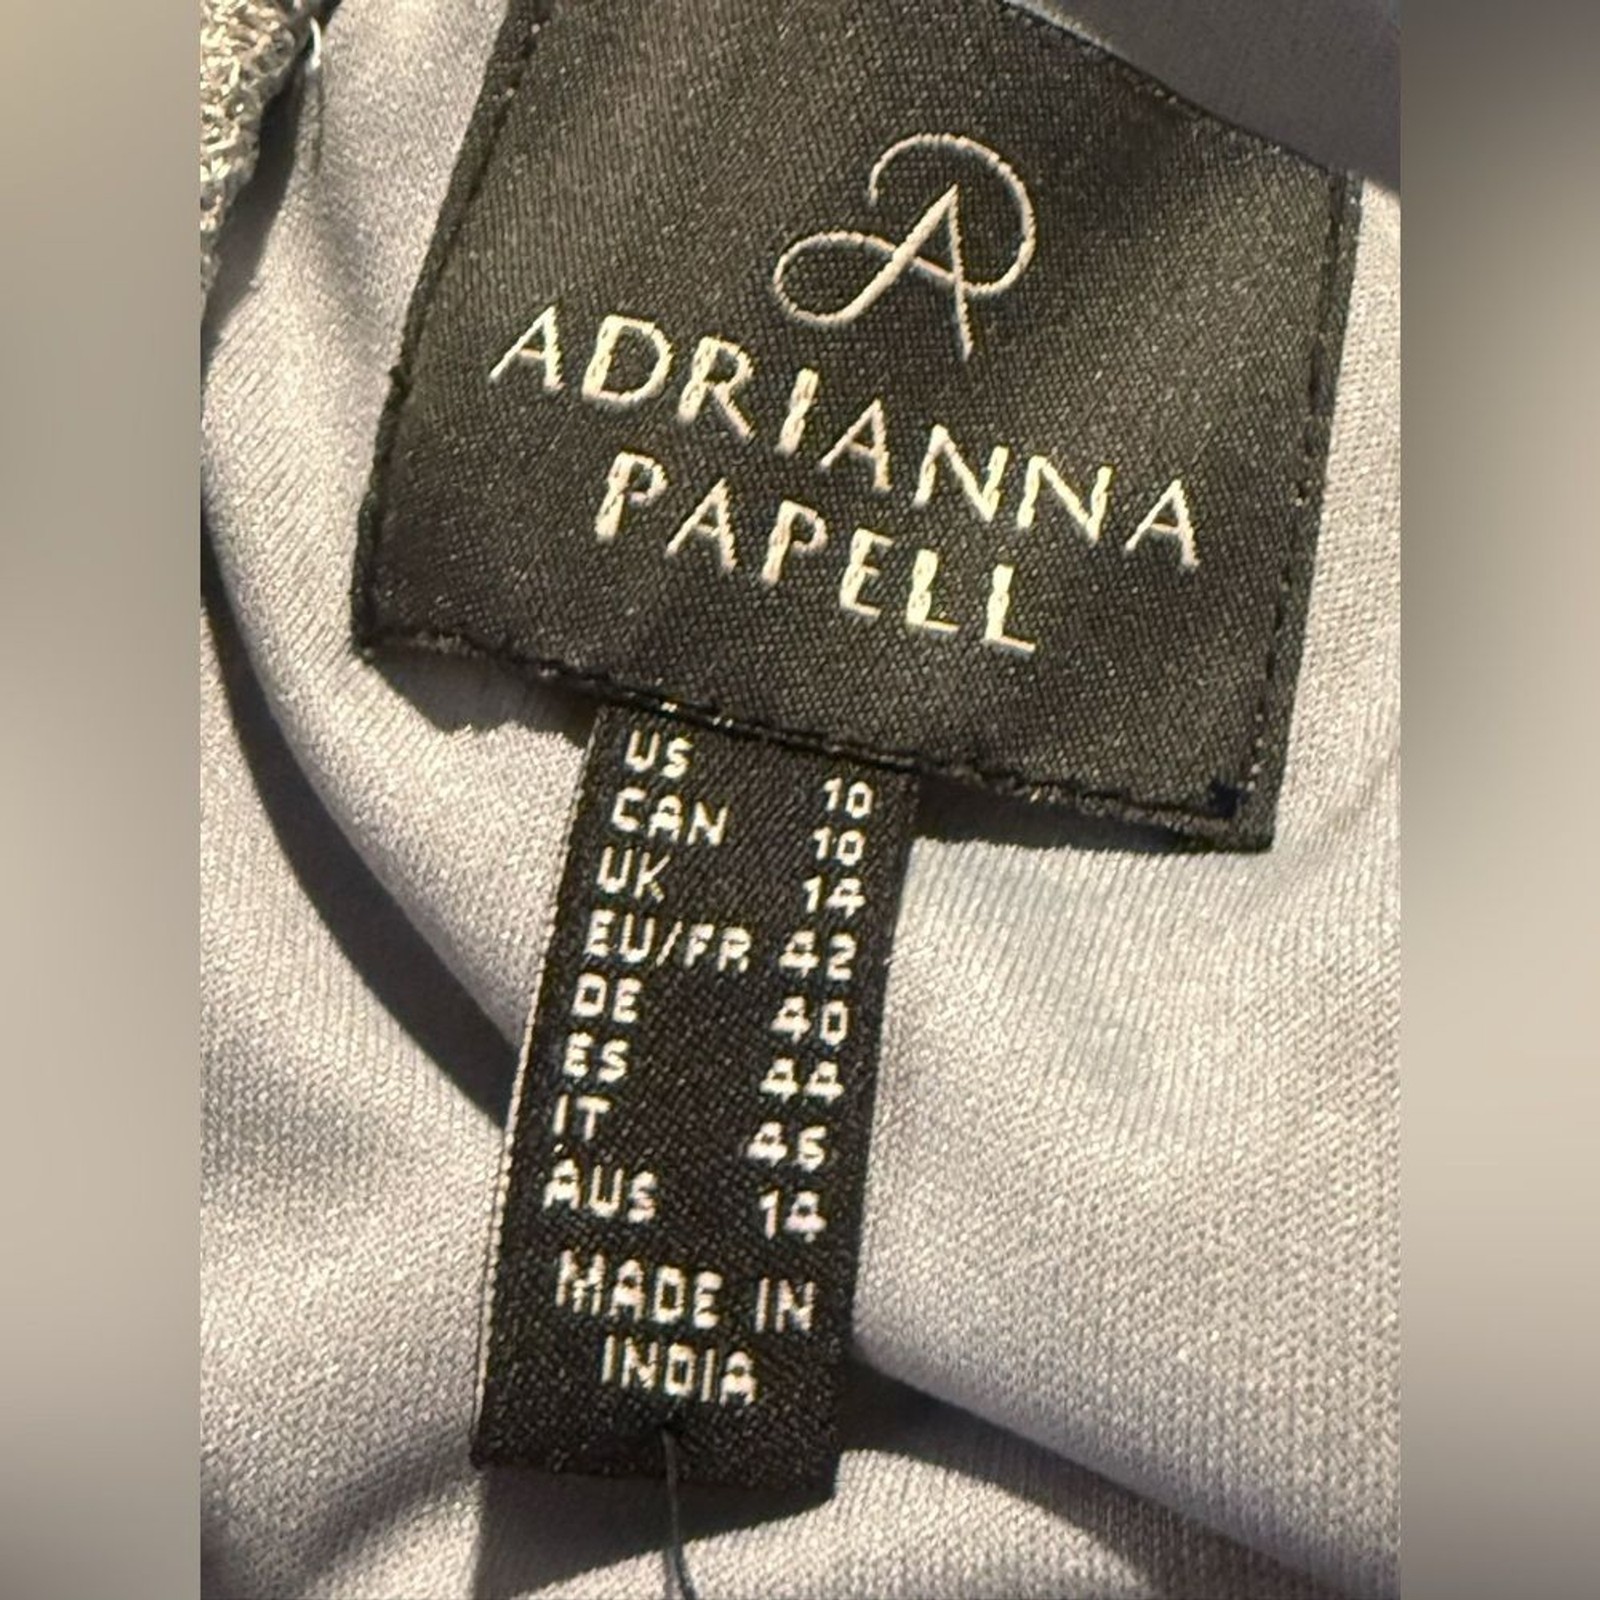 A
ADRIANNA
PAPELL
US 10
CAN 10
UK 14
EU/FR 42
DE 40
ES 44
IT 46
AUS 14
MADE IN
INDIA